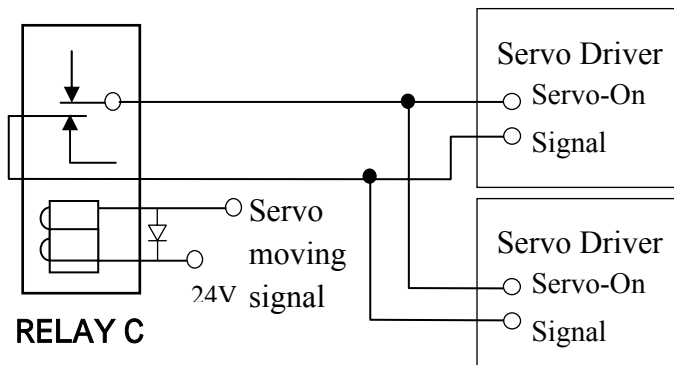 Servo Driver
Servo-On
Signal
Servo
moving
signal
24V
RELAY C
Servo Driver
Servo-On
Signal